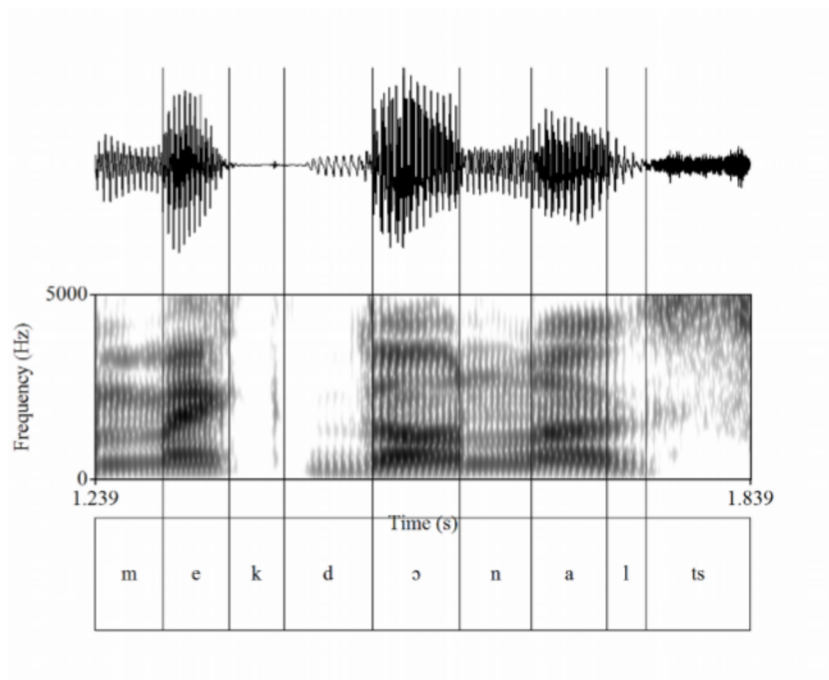 5000
Frequency (Hz)
0
1.239 1.839
Time (s)
m e k d ɔ n a l ts